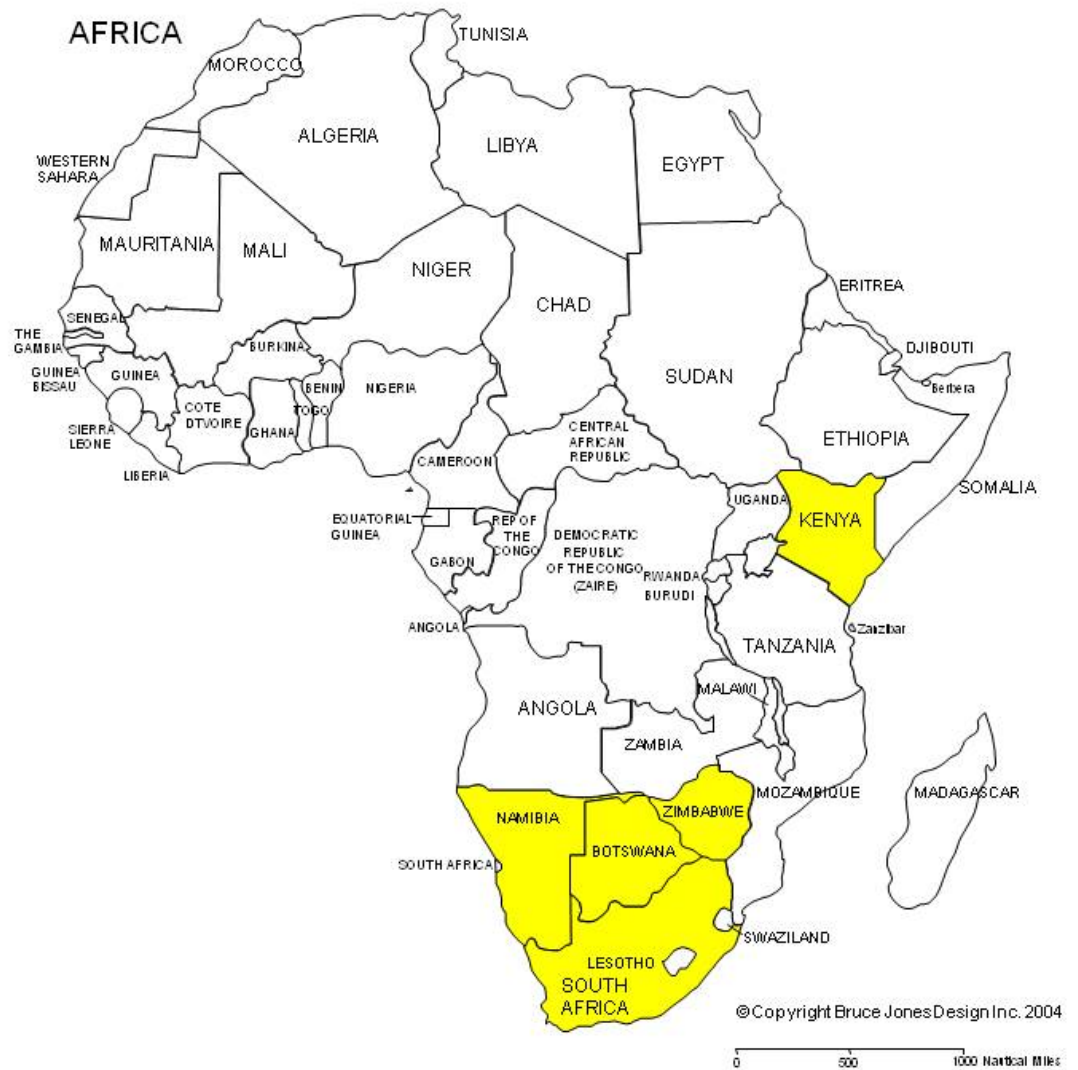 AFRICA
TUNISIA
MOROCCO
ALGERIA
LIBYA
EGYPT
WESTERN
SAHARA
MAURITANIA
MALI
NIGER
CHAD
ERITREA
SENEGAL
THE
GAMBIA
BURKINA
DJIBOUTI
GUINEA
BISSAU
GUINEA
BENIN
NIGERIA
SUDAN
Berbera
COTE
DTVOIRE
TOGO
GHANA
SIERRA
LEONE
CENTRAL
AFRICAN
REPUBLIC
ETHIOPIA
LIBERIA
CAMEROON
SOMALIA
UGANDA
KENYA
EQUATORIAL
GUINEA
REP OF
THE
CONGO
DEMOCRATIC
REPUBLIC
OF THE CONGO
(ZAIRE)
GABON
RWANDA
BURUDI
ANGOLA
Zanzibar
TANZANIA
MALAWI
ANGOLA
ZAMBIA
MOZAMBIQUE
MADAGASCAR
NAMIBIA
ZIMBABWE
BOTSWANA
SOUTH AFRICA
SWAZILAND
LESOTHO
SOUTH
AFRICA
© Copyright Bruce Jones Design Inc. 2004
0 500 1000 Nautical Miles